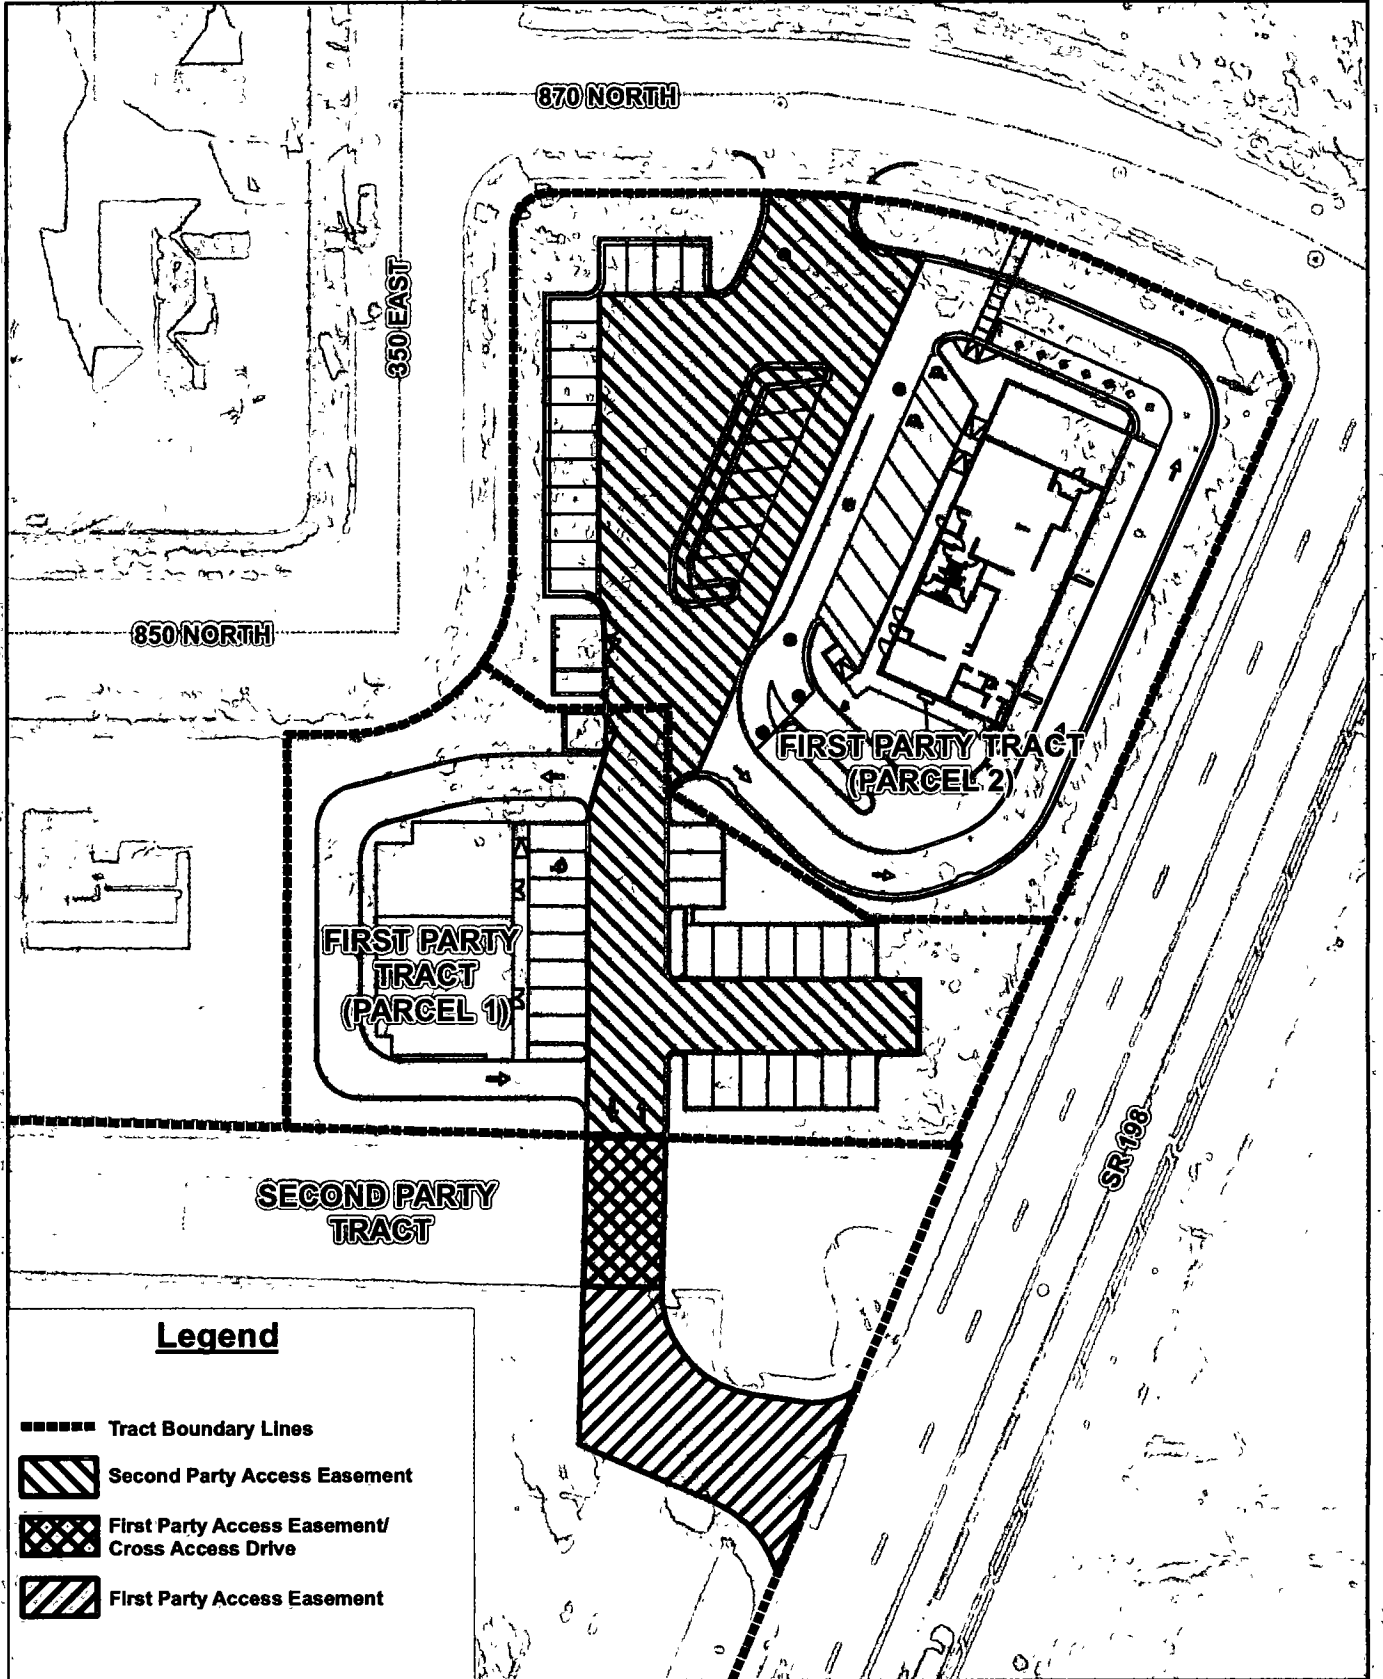 870 NORTH
350 EAST
850 NORTH
FIRST PARTY TRACT
(PARCEL 2)
FIRST PARTY
TRACT
(PARCEL 1)
SR 198
SECOND PARTY
TRACT
Legend
Tract Boundary Lines
Second Party Access Easement
First Party Access Easement/
Cross Access Drive
First Party Access Easement